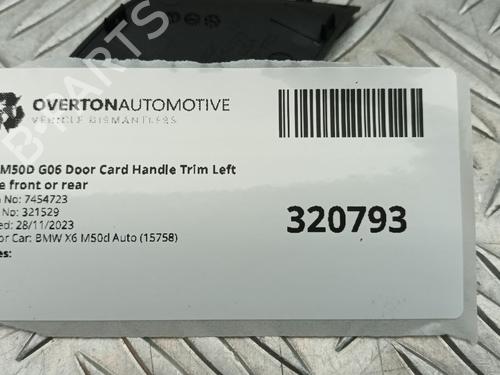 OVERTONAUTOMOTIVE
VEHICLE DISMANTLERS
M50D G06 Door Card Handle Trim Left
e front or rear
No: 7454723
No: 321529
ed: 28/11/2023
or Car: BMW X6 M50d Auto (15758)
es:
320793
B-PARTS